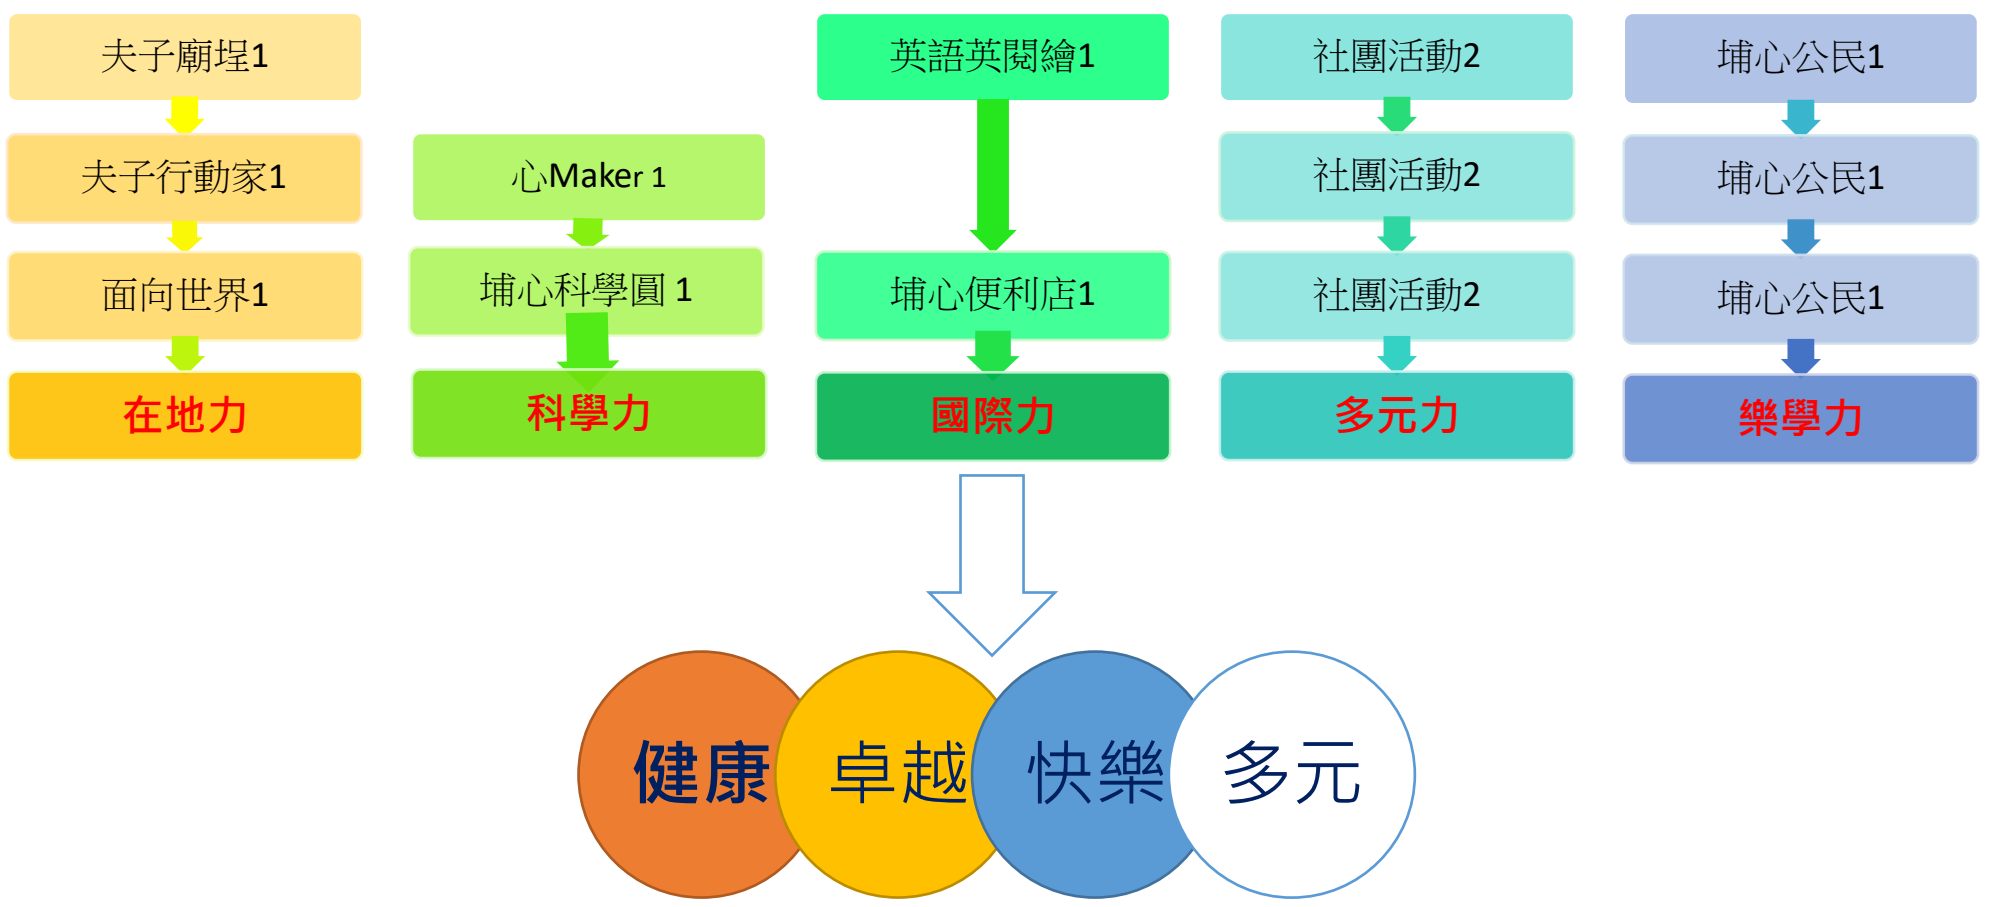 夫子廟埕1
英語英閱繪1
社團活動2
埔心公民1
夫子行動家1
心Maker 1
社團活動2
埔心公民1
面向世界1
埔心科學圓 1
埔心便利店1
社團活動2
埔心公民1
在地力
科學力
國際力
多元力
樂學力
健康
卓越
快樂
多元